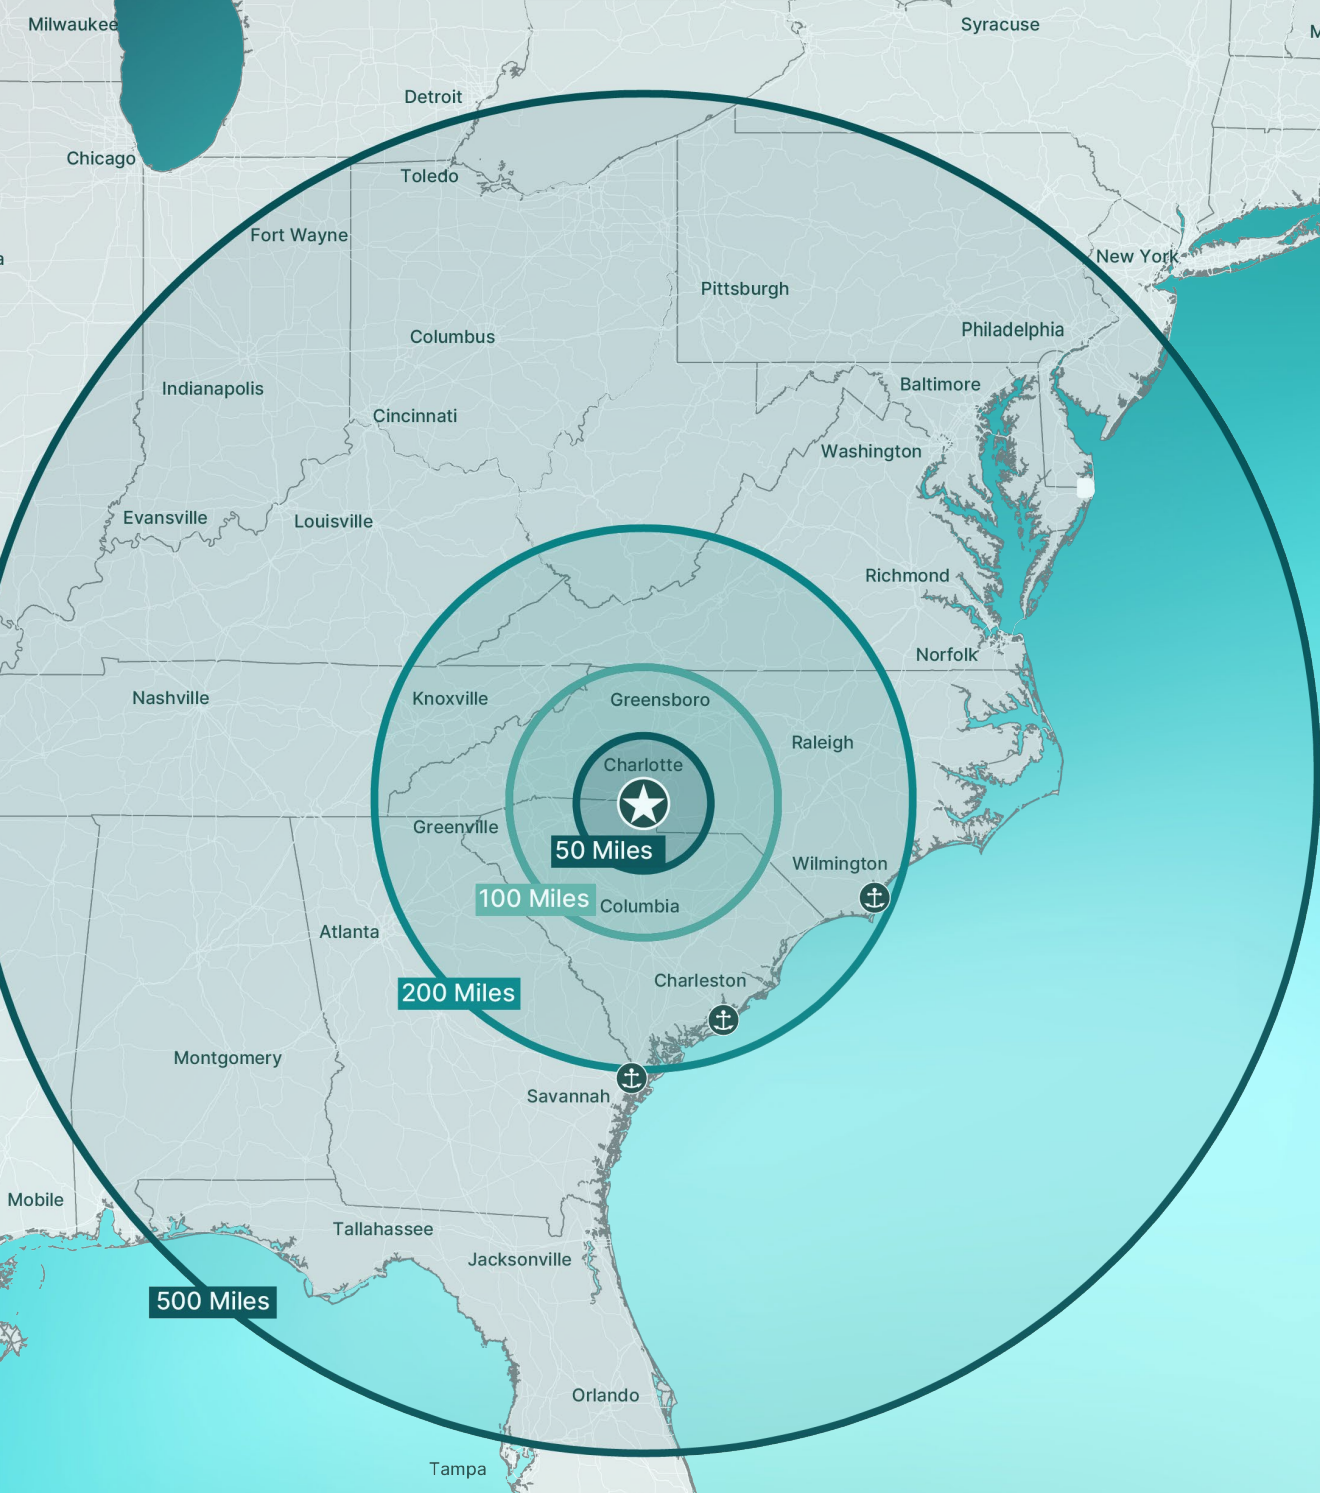 Milwaukee
Syracuse
M
Detroit
Chicago
Toledo
Fort Wayne
New York
a
Pittsburgh
Philadelphia
Columbus
Baltimore
Indianapolis
Cincinnati
Washington
Evansville
Louisville
Richmond
Norfolk
Nashville
Knoxville
Greensboro
Raleigh
Charlotte
Greenville
50 Miles
Wilmington
100 Miles
Columbia
Atlanta
Charleston
200 Miles
Montgomery
Savannah
Mobile
Tallahassee
Jacksonville
500 Miles
Orlando
Tampa